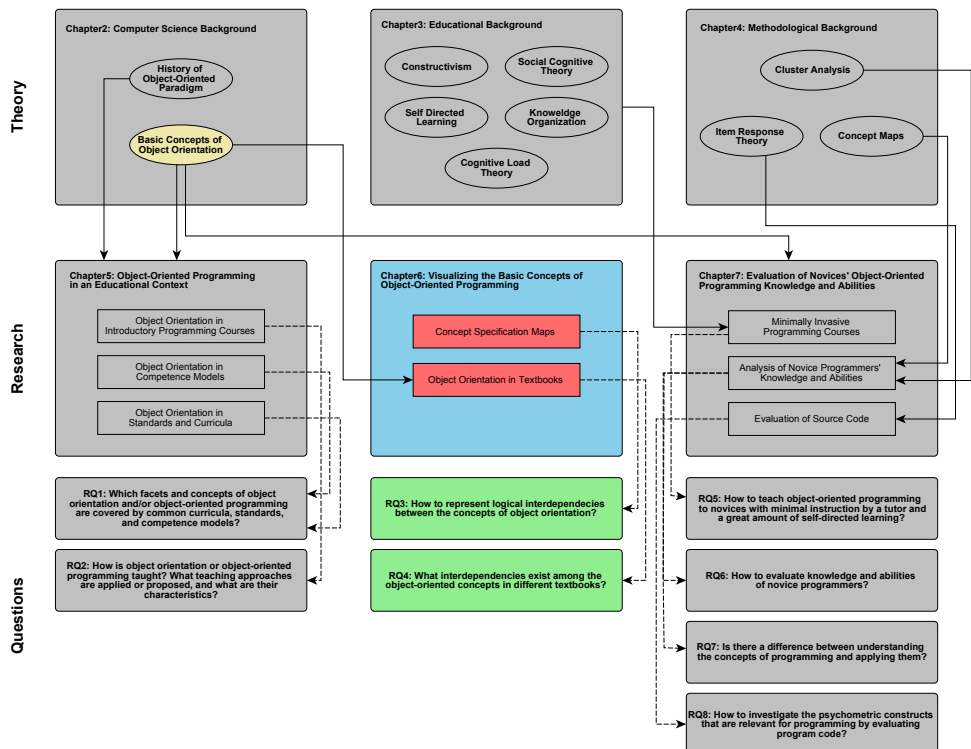 Theory
Chapter2: Computer Science Background
History
of
Object-Oriented
Paradigm
Basic Concepts of
Object Orientation
Chapter3: Educational Background
Constructivism
Social Cognitive
Theory
Self Directed
Learning
Knoweldge
Organization
Cognitive Load
Theory
Chapter4: Methodological Background
Cluster Analysis
Item Response
Theory
Concept Maps
Research
Chapter5: Object-Oriented Programming
in an Educational Context
Object Orientation in
Introductory Programming Courses
Object Orientation in
Competence Models
Object Orientation in
Standards and Curricula
Chapter6: Visualizing the Basic Concepts of
Object-Oriented Programming
Concept Specification Maps
Object Orientation in Textbooks
Chapter7: Evaluation of Novices' Object-Oriented
Programming Knowledge and Abilities
Minimally Invasive
Programming Courses
Analysis of Novice Programmers'
Knowledge and Abilities
Evaluation of Source Code
Questions
RQ1: Which facets and concepts of object
orientation and/or object-oriented programming
are covered by common curricula, standards,
and competence models?
RQ2: How is object orientation or object-oriented
programming taught? What teaching approaches
are applied or proposed, and what are their
characteristics?
RQ3: How to represent logical interdependencies
between the concepts of object orientation?
RQ4: What interdependencies exist among the
object-oriented concepts in different textbooks?
RQ5: How to teach object-oriented programming
to novices with minimal instruction by a tutor and
a great amount of self-directed learning?
RQ6: How to evaluate knowledge and abilities
of novice programmers?
RQ7: Is there a difference between understanding
the concepts of programming and applying them?
RQ8: How to investigate the psychometric constructs
that are relevant for programming by evaluating
program code?